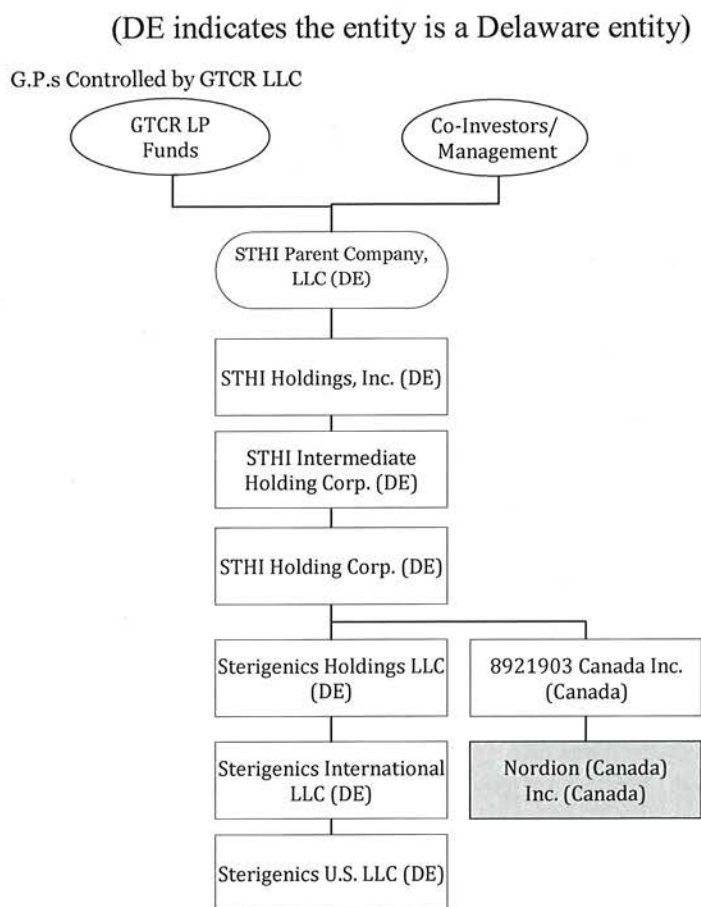 (DE indicates the entity is a Delaware entity)
G.P.s Controlled by GTCR LLC
GTCR LP
Funds
Co-Investors/
Management
STHI Parent Company,
LLC (DE)
STHI Holdings, Inc. (DE)
STHI Intermediate
Holding Corp. (DE)
STHI Holding Corp. (DE)
Sterigenics Holdings LLC
(DE)
8921903 Canada Inc.
(Canada)
Sterigenics International
LLC (DE)
Nordion (Canada)
Inc. (Canada)
Sterigenics U.S. LLC (DE)